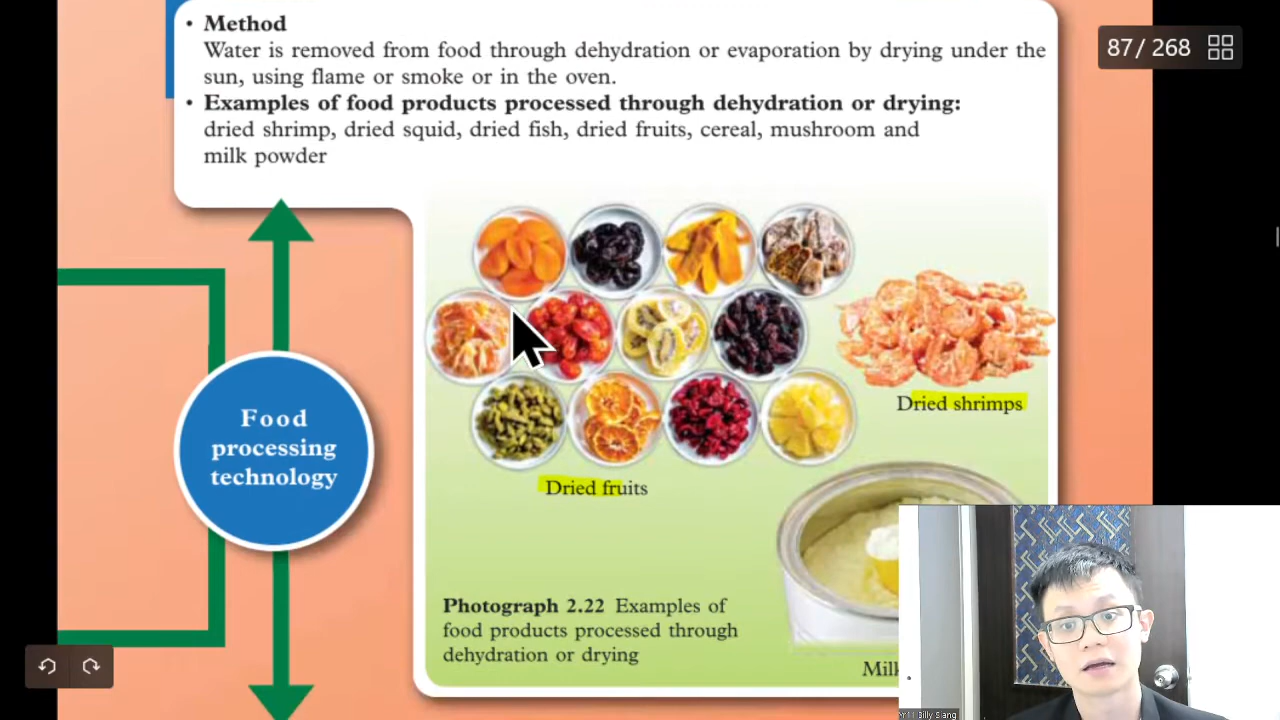 • Method
Water is removed from food through dehydration or evaporation by drying under the
sun, using flame or smoke or in the oven.
• Examples of food products processed through dehydration or drying:
dried shrimp, dried squid, dried fish, dried fruits, cereal, mushroom and
milk powder
87/ 268
Food
processing
technology
Dried shrimps
Dried fruits
Photograph 2.22 Examples of
food products processed through
dehydration or drying
Milk
Billy Siang